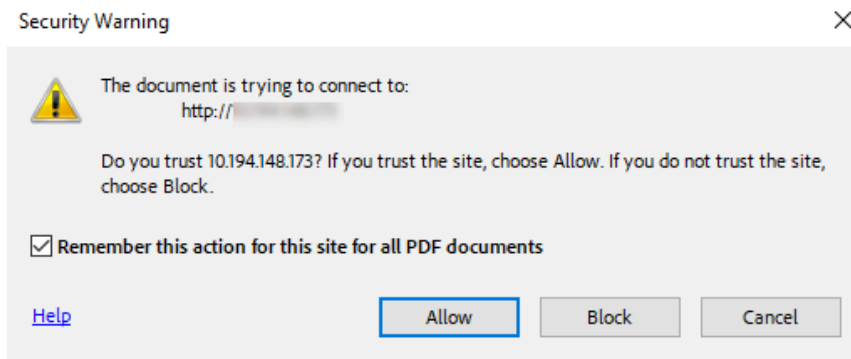 Security Warning
The document is trying to connect to:
http://
Do you trust 10.194.148.173? If you trust the site, choose Allow. If you do not trust the site,
choose Block.
Remember this action for this site for all PDF documents
Help
Allow
Block
Cancel